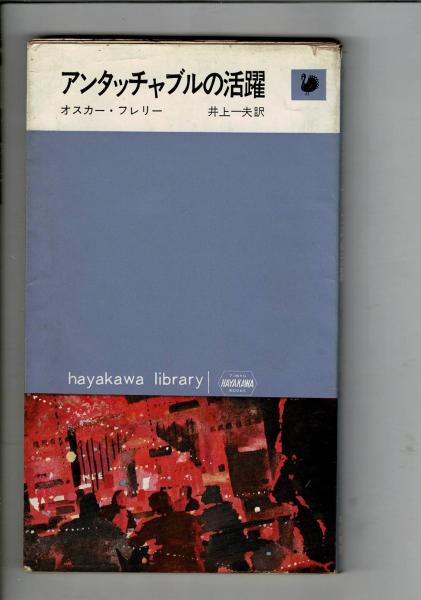 アンタッチャブルの活躍
オスカー・フレリー 井上一夫訳
hayakawa library
HAYAKAWA
BOOKS